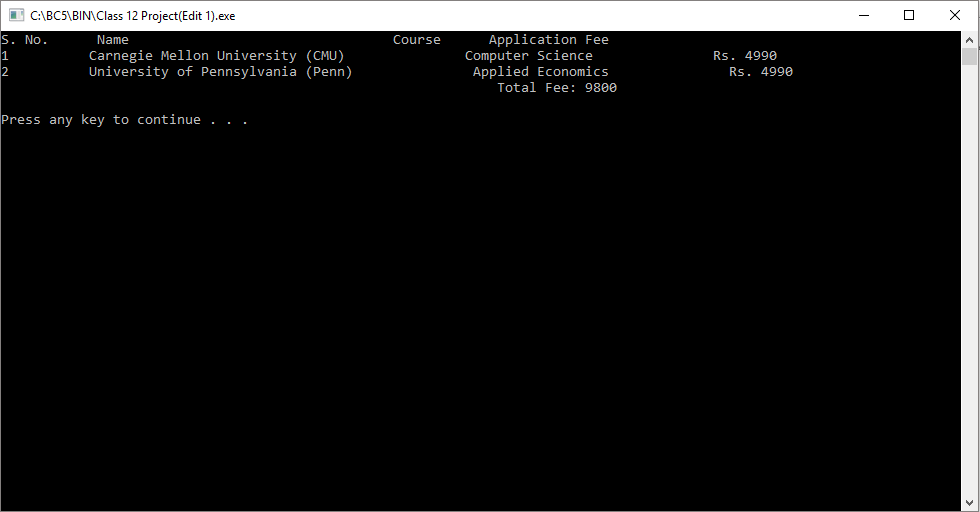 C:\BC5\BIN\Class 12 Project(Edit 1).exe
S. No. Name Course Application Fee
1 Carnegie Mellon University (CMU) Computer Science Rs. 4990
2 University of Pennsylvania (Penn) Applied Economics Rs. 4990
Total Fee: 9800
Press any key to continue . . .